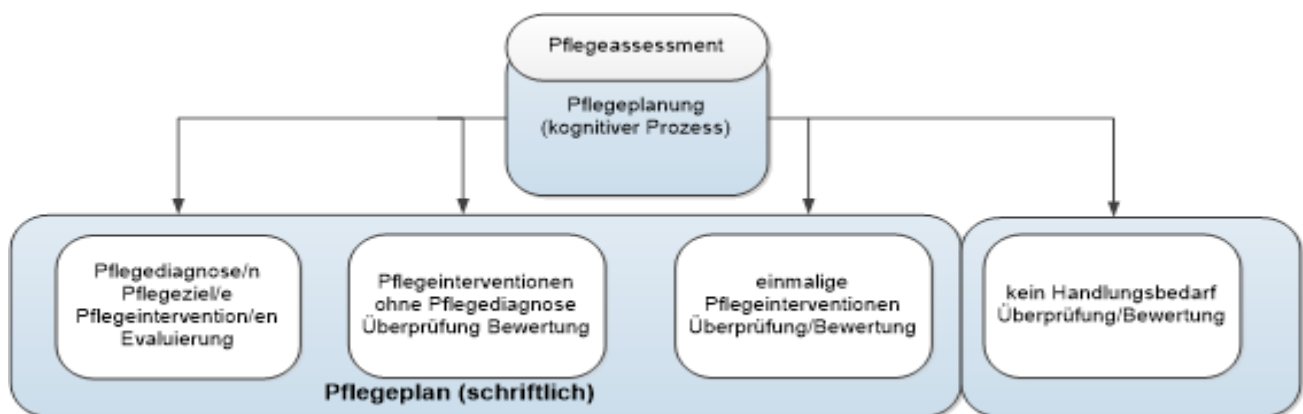 Pflegeassessment
Pflegeplanung
(kognitiver Prozess)
Pflegediagnose/n
Pflegeziel/e
Pflegeintervention/en
Evaluierung
Pflegeinterventionen
ohne Pflegediagnose
Überprüfung Bewertung
einmalige
Pflegeinterventionen
Überprüfung/Bewertung
kein Handlungsbedarf
Überprüfung/Bewertung
Pflegeplan (schriftlich)